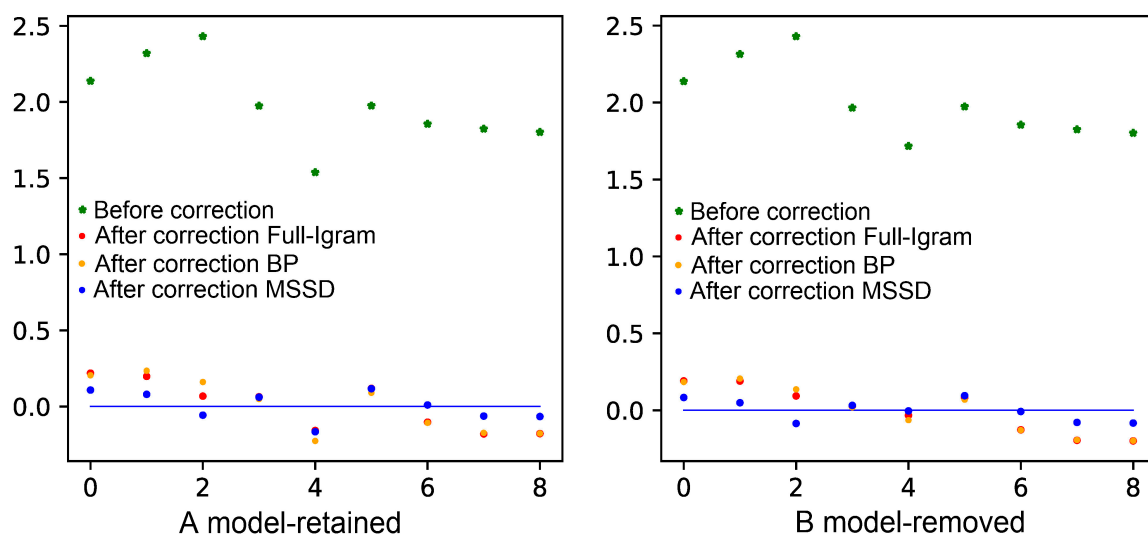 2.5
2.0
1.5
1.0
0.5
0.0
Before correction
After correction Full-Igram
After correction BP
After correction MSSD
0 2 4 6 8
A model-retained
2.5
2.0
1.5
1.0
0.5
0.0
Before correction
After correction Full-Igram
After correction BP
After correction MSSD
0 2 4 6 8
B model-removed